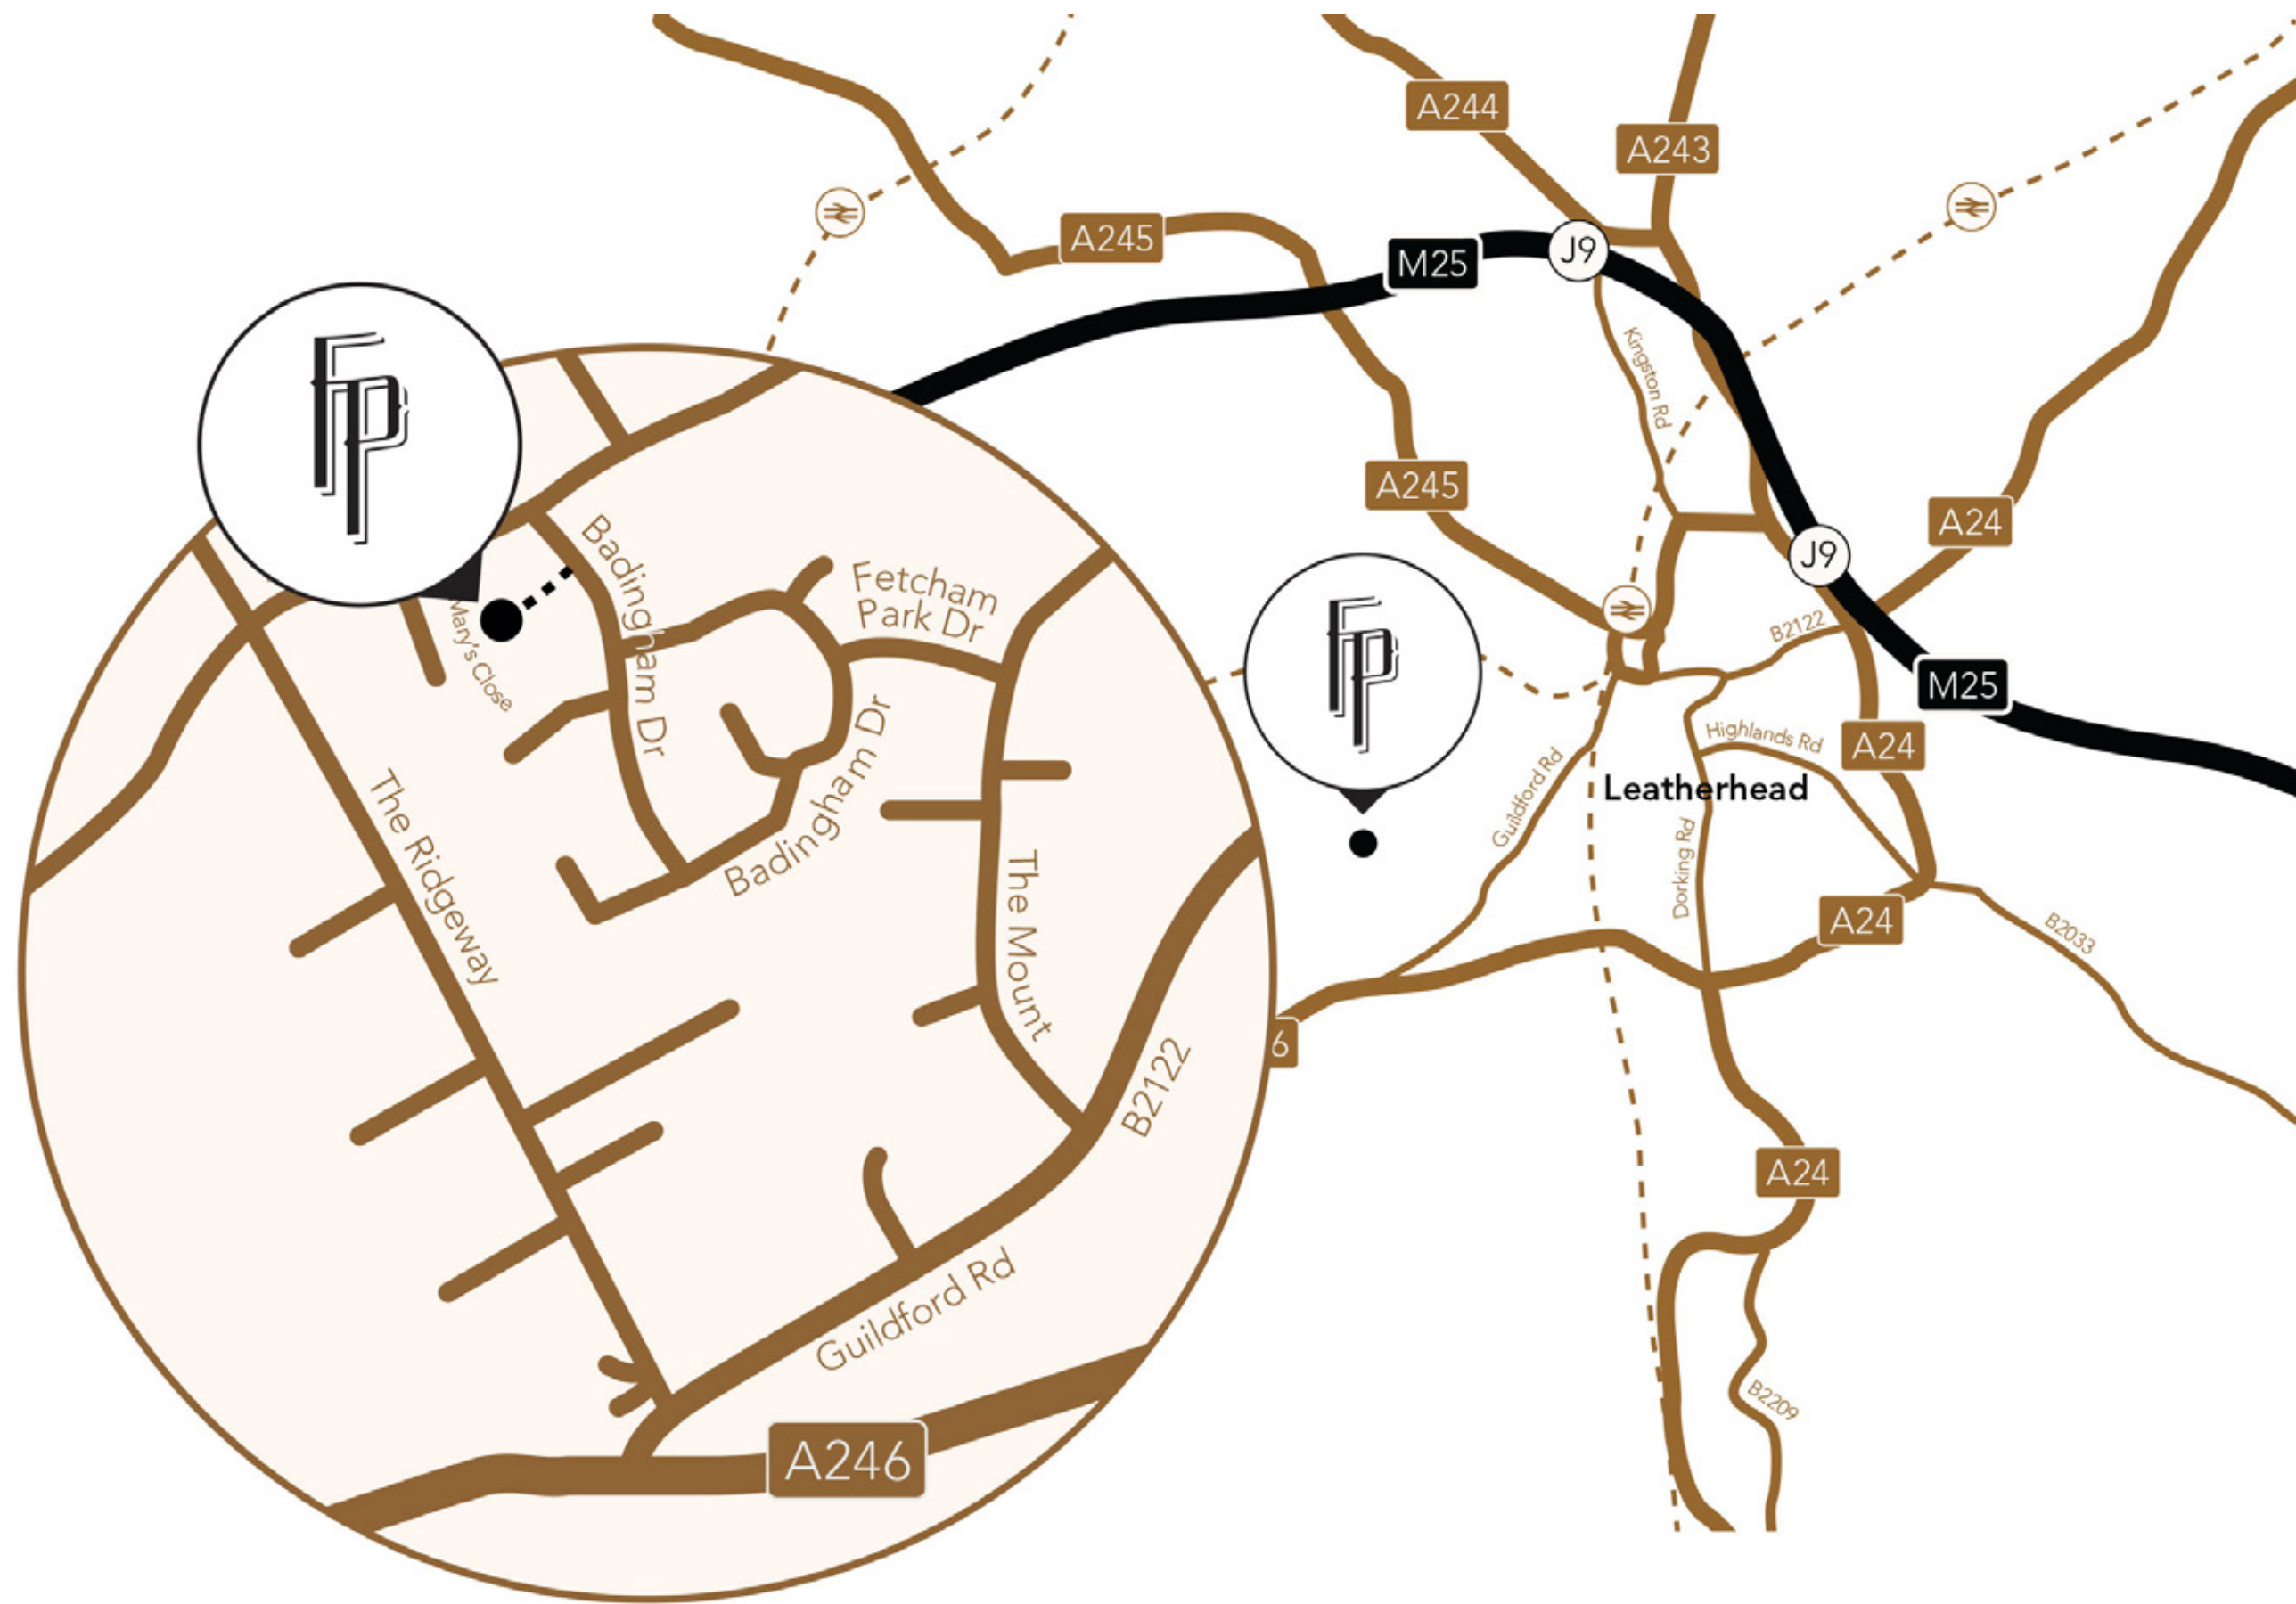 A244
A243
A245
M25
J9
Kingston Rd
A245
A24
J9
B2122
M25
FP
FP
Badingham Dr
Fetcham
Park Dr
Mary's Close
Highlands Rd
A24
Guildford Rd
Leatherhead
The Ridgeway
Badingham Dr
The Mount
Dorking Rd
A24
B2033
6
B2122
A24
Guildford Rd
B2209
A246